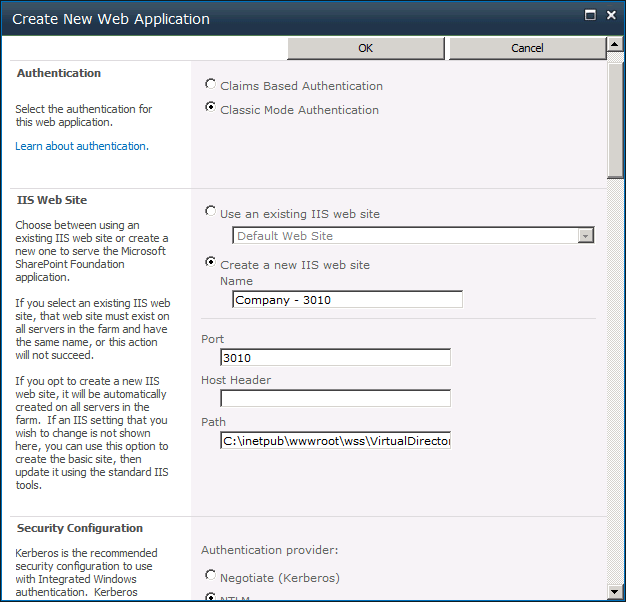 Create New Web Application
OK
Cancel
Authentication
Select the authentication for
this web application.
Learn about authentication.
Claims Based Authentication
Classic Mode Authentication
IIS Web Site
Choose between using an
existing IIS web site or create a
new one to serve the Microsoft
SharePoint Foundation
application.
If you select an existing IIS web
site, that web site must exist on
all servers in the farm and have
the same name, or this action
will not succeed.
If you opt to create a new IIS
web site, it will be automatically
created on all servers in the
farm. If an IIS setting that you
wish to change is not shown
here, you can use this option to
create the basic site, then
update it using the standard IIS
tools.
Use an existing IIS web site
Default Web Site
Create a new IIS web site
Name
Company - 3010
Port
3010
Host Header
Path
C:\inetpub\wwwroot\wss\VirtualDirector
Security Configuration
Kerberos is the recommended
security configuration to use
with Integrated Windows
authentication. Kerberos
Authentication provider:
Negotiate (Kerberos)
NTLM